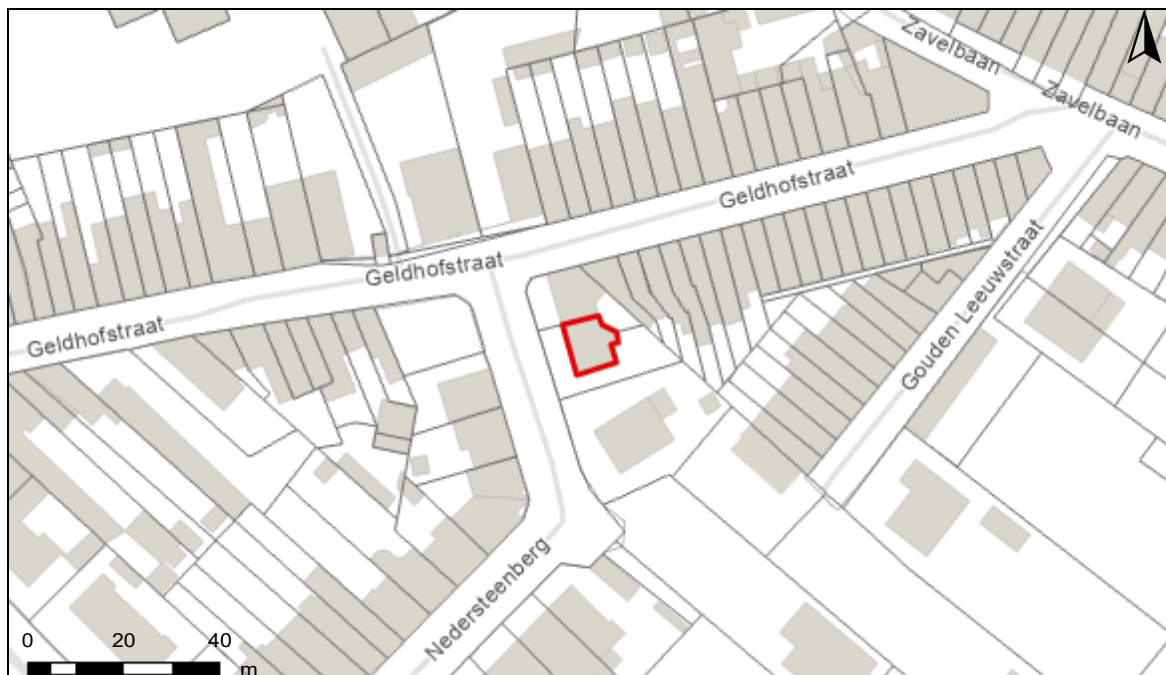 Zavelbaan
Zavelbaan
Geldhofstraat
Geldhofstraat
Geldhofstraat
Gouden Leeuwstraat
Nedersteenberg
0 20 40
m